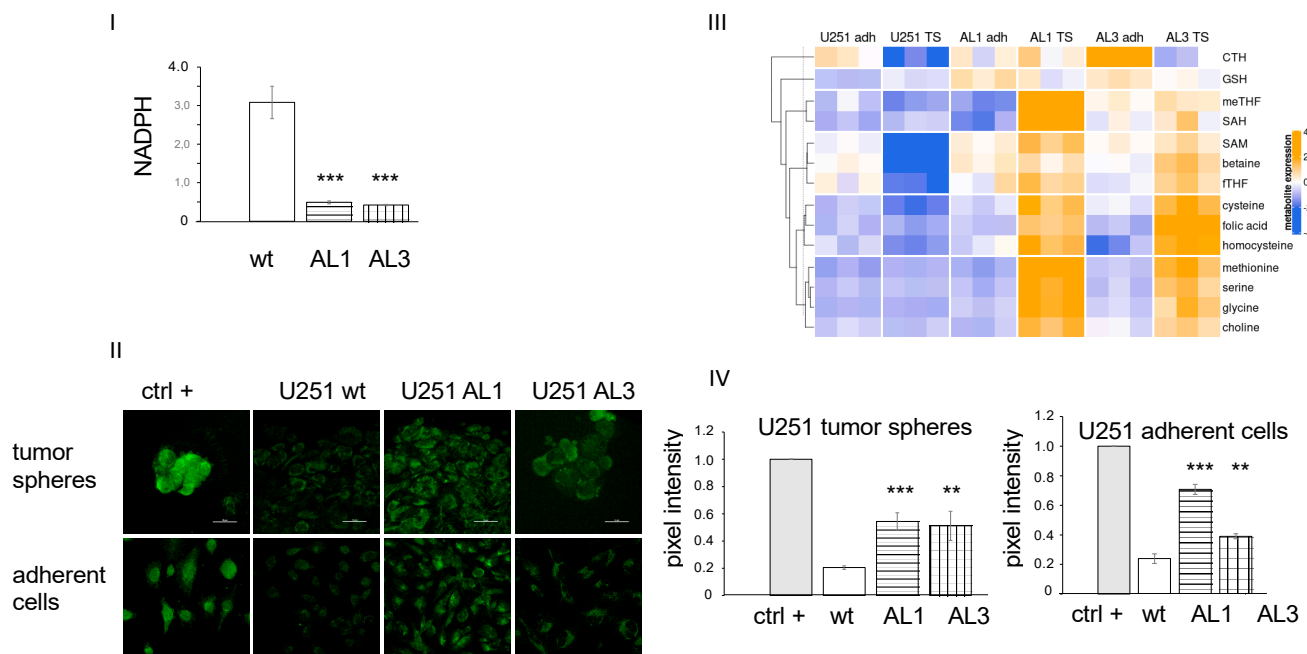 I
4.0
3,0
2,0
1,0
0
NADPH
***
***
wt
AL1
AL3
II
ctrl +
U251 wt
U251 AL1
U251 AL3
tumor
spheres
adherent
cells
III
U251 adh
U251 TS
AL1 adh
AL1 TS
AL3 adh
AL3 TS
CTH
GSH
meTHF
SAH
SAM
betaine
fTHF
cysteine
folic acid
homocysteine
methionine
serine
glycine
choline
metabolite expression
4
2
0
IV
U251 tumor spheres
pixel intensity
1.2
1
0.8
0.6
0.4
0.2
0
***
**
ctrl +
wt
AL1
AL3
U251 adherent cells
pixel intensity
1.2
1
0.8
0.6
0.4
0.2
0
***
**
ctrl +
wt
AL1
AL3